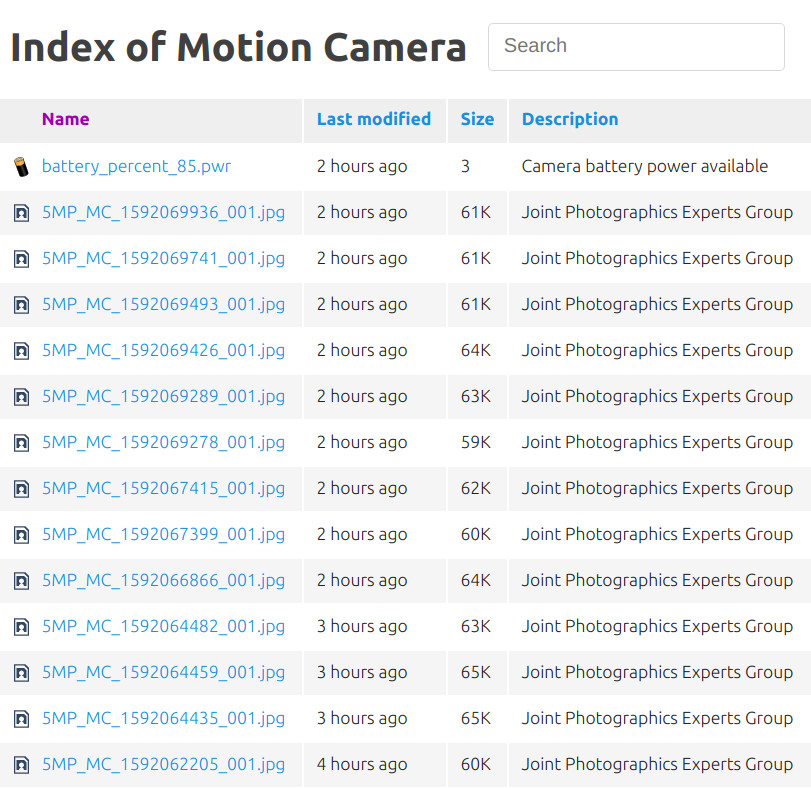 Index of Motion Camera Search
Name Last modified Size Description
battery_percent_85.pwr 2 hours ago 3 Camera battery power available
5MP_MC_1592069936_001.jpg 2 hours ago 61K Joint Photographics Experts Group
5MP_MC_1592069741_001.jpg 2 hours ago 61K Joint Photographics Experts Group
5MP_MC_1592069493_001.jpg 2 hours ago 61K Joint Photographics Experts Group
5MP_MC_1592069426_001.jpg 2 hours ago 64K Joint Photographics Experts Group
5MP_MC_1592069289_001.jpg 2 hours ago 63K Joint Photographics Experts Group
5MP_MC_1592069278_001.jpg 2 hours ago 59K Joint Photographics Experts Group
5MP_MC_1592067415_001.jpg 2 hours ago 62K Joint Photographics Experts Group
5MP_MC_1592067399_001.jpg 2 hours ago 60K Joint Photographics Experts Group
5MP_MC_1592066866_001.jpg 2 hours ago 64K Joint Photographics Experts Group
5MP_MC_1592064482_001.jpg 3 hours ago 63K Joint Photographics Experts Group
5MP_MC_1592064459_001.jpg 3 hours ago 65K Joint Photographics Experts Group
5MP_MC_1592064435_001.jpg 3 hours ago 65K Joint Photographics Experts Group
5MP_MC_1592062205_001.jpg 4 hours ago 60K Joint Photographics Experts Group